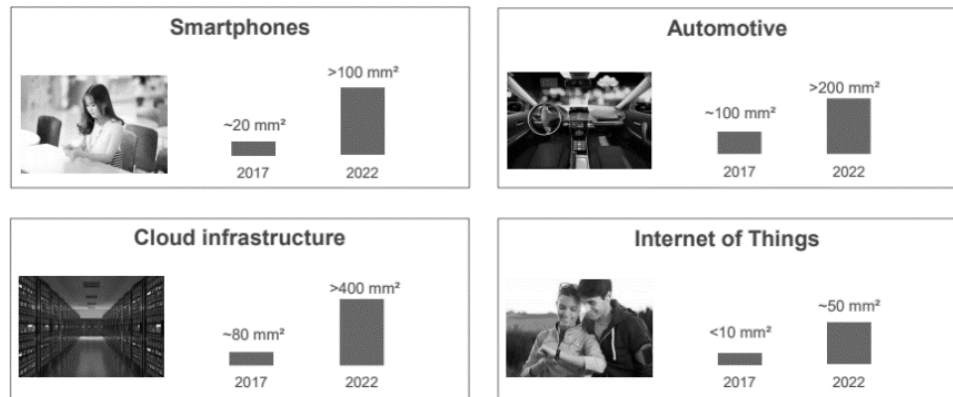 Smartphones
>100 mm²
~20 mm²
2017
2022
Automotive
>200 mm²
~100 mm²
2017
2022
Cloud infrastructure
>400 mm²
~80 mm²
2017
2022
Internet of Things
~50 mm²
<10 mm²
2017
2022